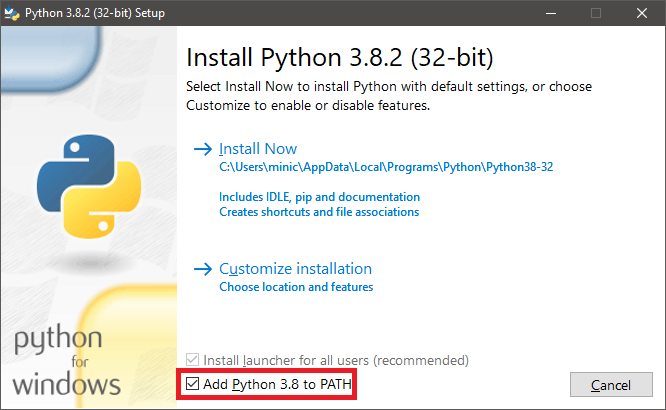 Python 3.8.2 (32-bit) Setup
Install Python 3.8.2 (32-bit)
Select Install Now to install Python with default settings, or choose
Customize to enable or disable features.
Install Now
C:\Users\minic\AppData\Local\Programs\Python\Python38-32
Includes IDLE, pip and documentation
Creates shortcuts and file associations
Customize installation
Choose location and features
python
for
windows
Install launcher for all users (recommended)
Add Python 3.8 to PATH
Cancel